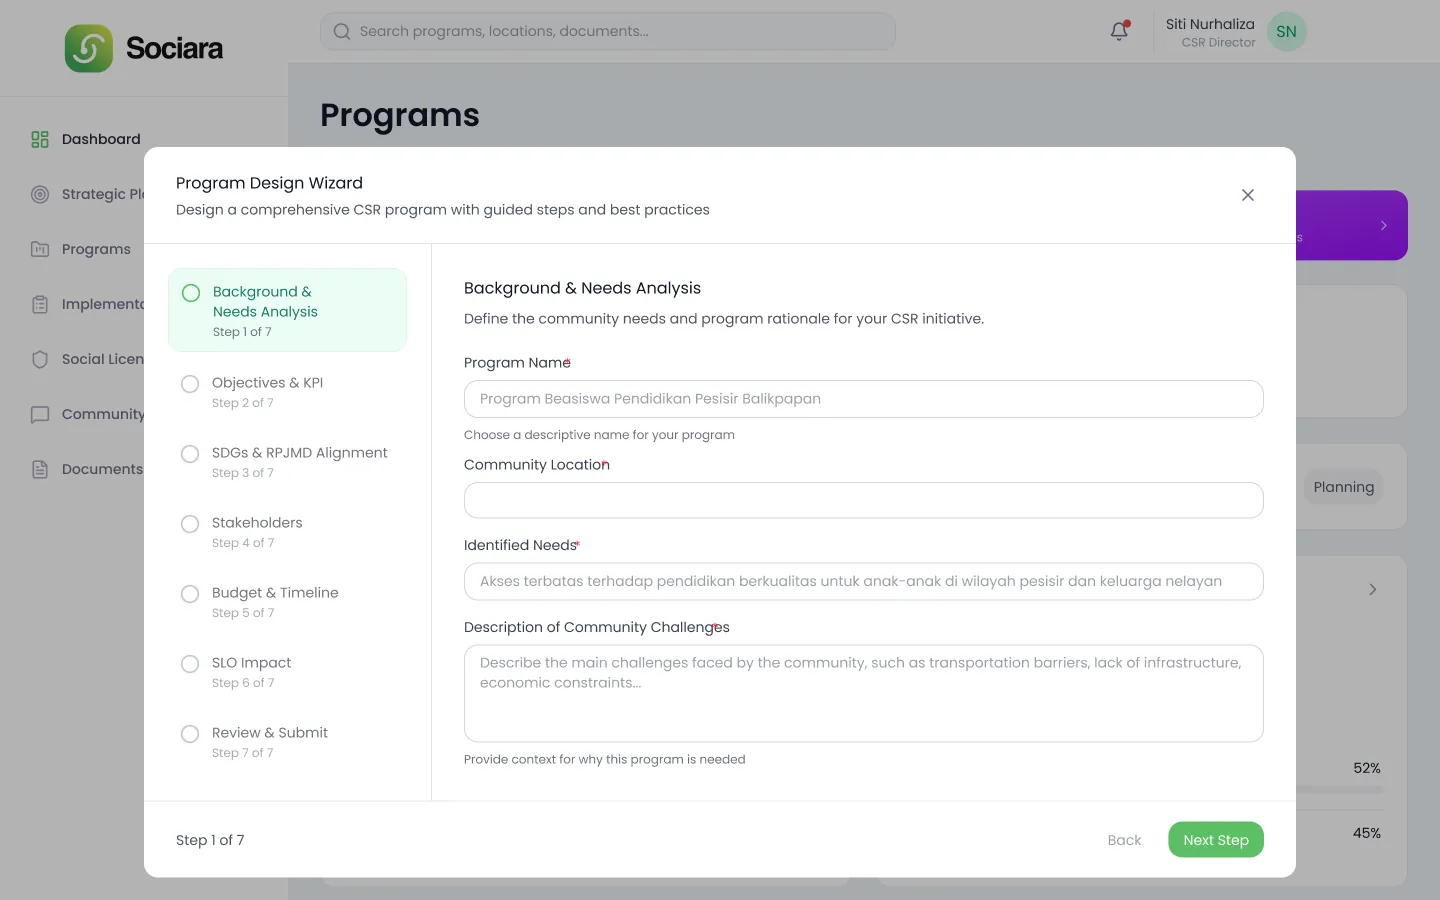 Sociara
Search programs, locations, documents...
Siti Nurhaliza
CSR Director
SN
Dashboard
Strategic
Programs
Social
Community
Documents
Programs
Program Design Wizard
Design a comprehensive CSR program with guided steps and best practices
Background &
Needs Analysis
Step 1 of 7
Objectives & KPI
Step 2 of 7
SDGs & RPJMD Alignment
Step 3 of 7
Stakeholders
Step 4 of 7
Budget & Timeline
Step 5 of 7
SLO Impact
Step 6 of 7
Review & Submit
Step 7 of 7
Background & Needs Analysis
Define the community needs and program rationale for your CSR initiative.
Program Name*
Program Beasiswa Pendidikan Pesisir Balikpapan
Choose a descriptive name for your program
Community Location*
Identified Needs*
Akses terbatas terhadap pendidikan berkualitas untuk anak-anak di wilayah pesisir dan keluarga nelayan
Description of Community Challenges*
Describe the main challenges faced by the community, such as transportation barriers, lack of infrastructure,
economic constraints...
Provide context for why this program is needed
Step 1 of 7
Back
Next Step
Planning
52%
45%